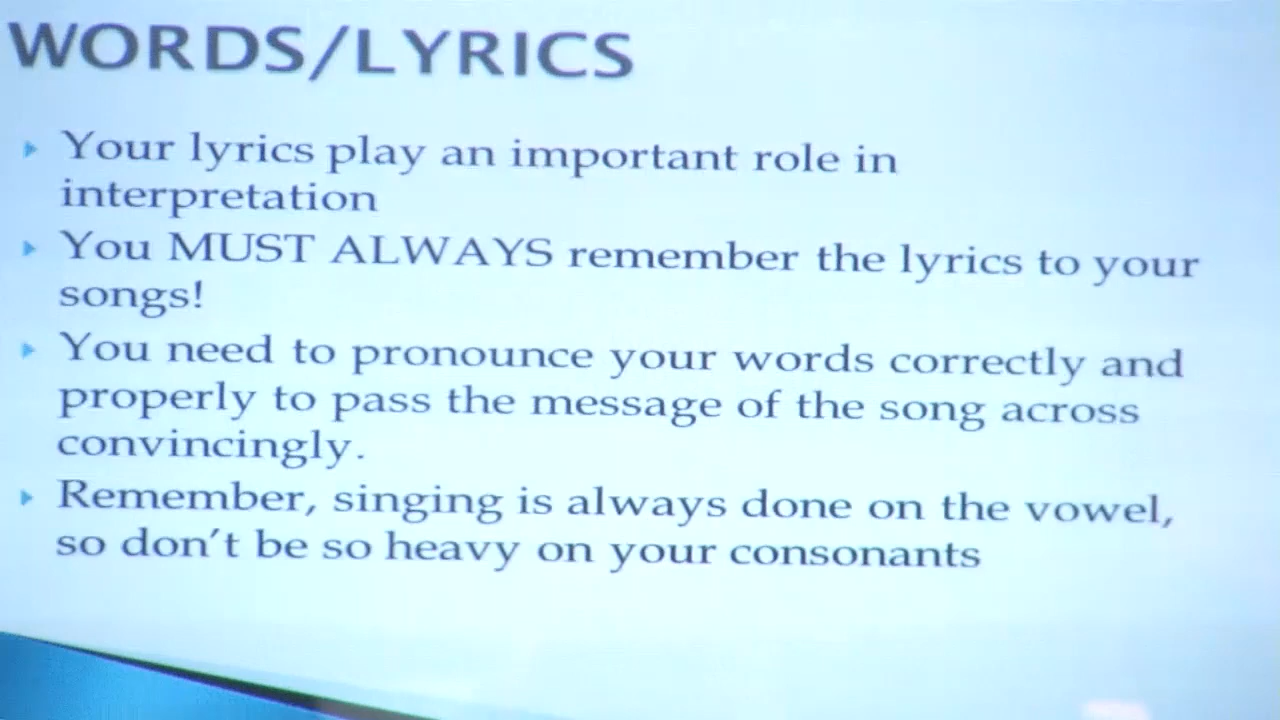 WORDS/LYRICS
Your lyrics play an important role in
interpretation
You MUST ALWAYS remember the lyrics to your
songs!
You need to pronounce your words correctly and
properly to pass the message of the song across
convincingly.
Remember, singing is always done on the vowel,
so don't be so heavy on your consonants